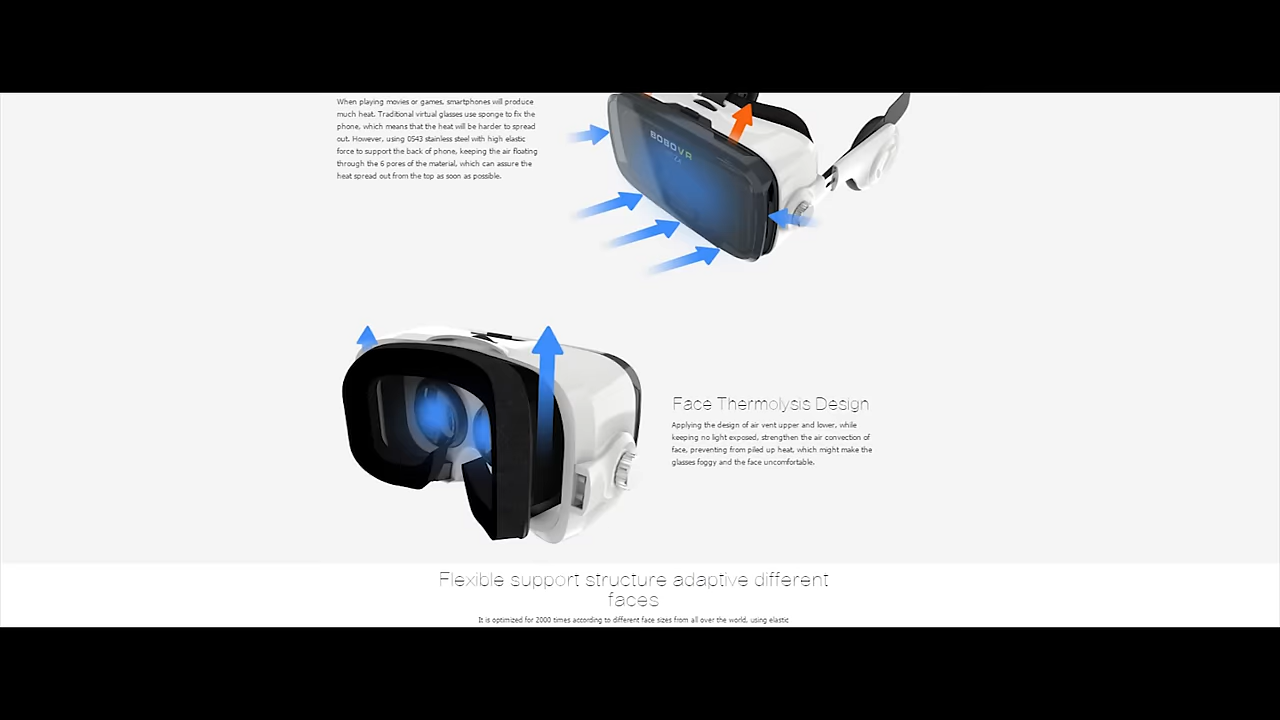 When playing movies or games, smartphones will produce
much heat. Traditional virtual glasses use sponge to fix the
phone, which means that the heat will be harder to spread
out. However, using 0543 stainless steel with high elastic
force to support the back of phone, keeping the air floating
through the 6 pores of the material, which can assure the
heat spread out from the top as soon as possible.
BOBOVR
Z4
Face Thermolysis Design
Applying the design of air vent upper and lower, while
keeping no light exposed, strengthen the air convection of
face, preventing from piled up heat, which might make the
glasses foggy and the face uncomfortable.
Flexible support structure adaptive different
faces
It is optimized for 2000 times according to different face sizes from all over the world, using elastic